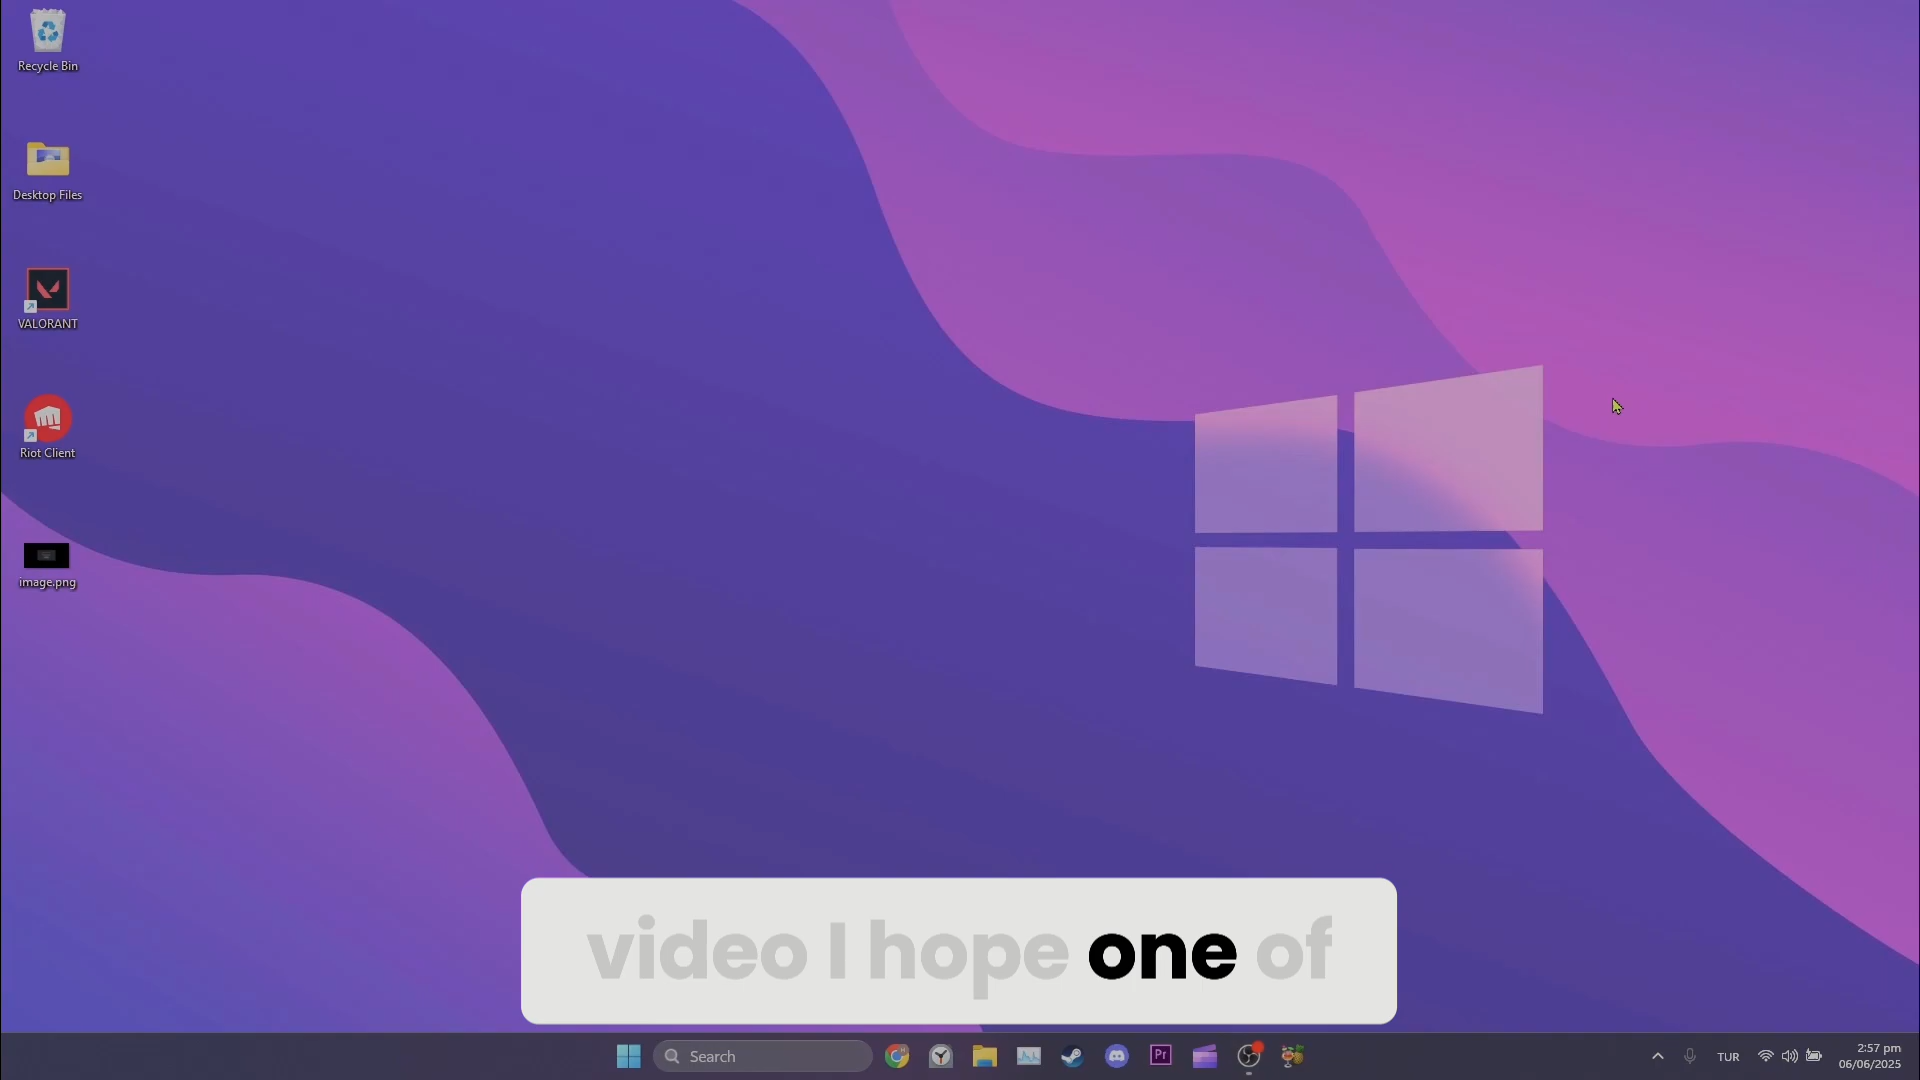 Recycle Bin
Desktop Files
VALORANT
Riot Client
image.png
video I hope one of
Search
Pr
TUR
2:57 pm
06/06/2025